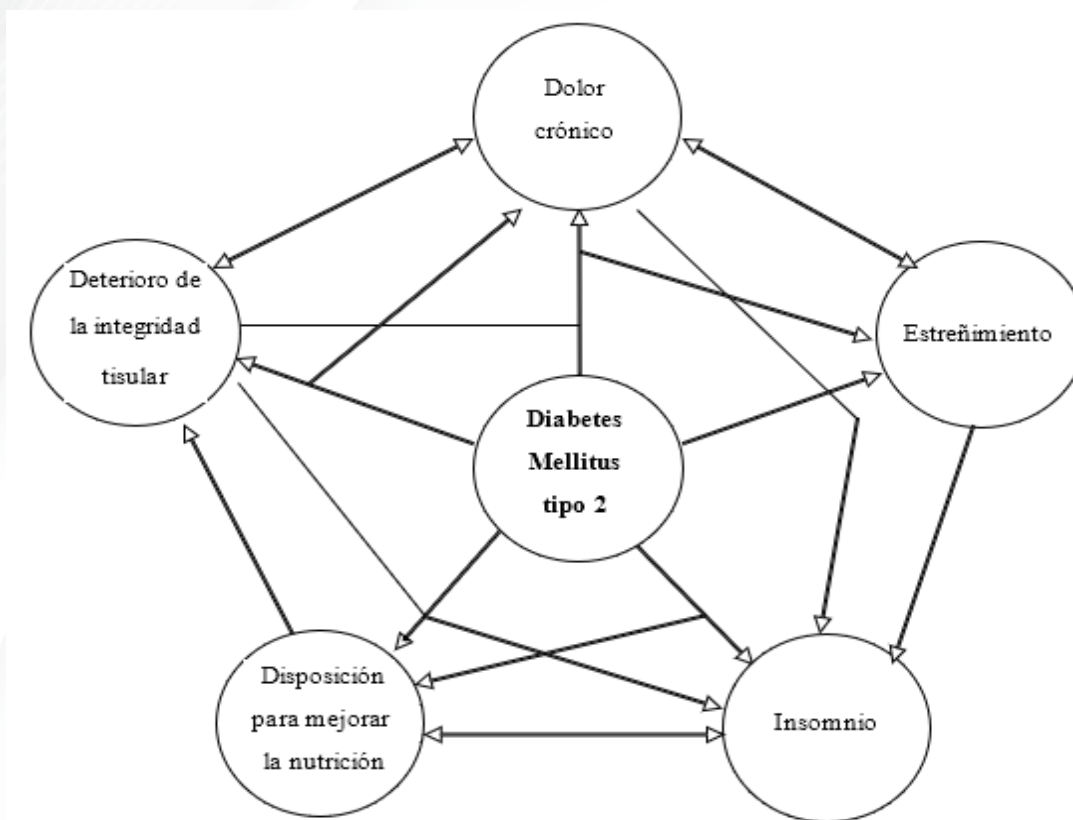 Dolor
crónico
Deterioro de
la integridad
tisular
Estreñimiento
Diabetes
Mellitus
tipo 2
Disposición
para mejorar
la nutrición
Insomnio